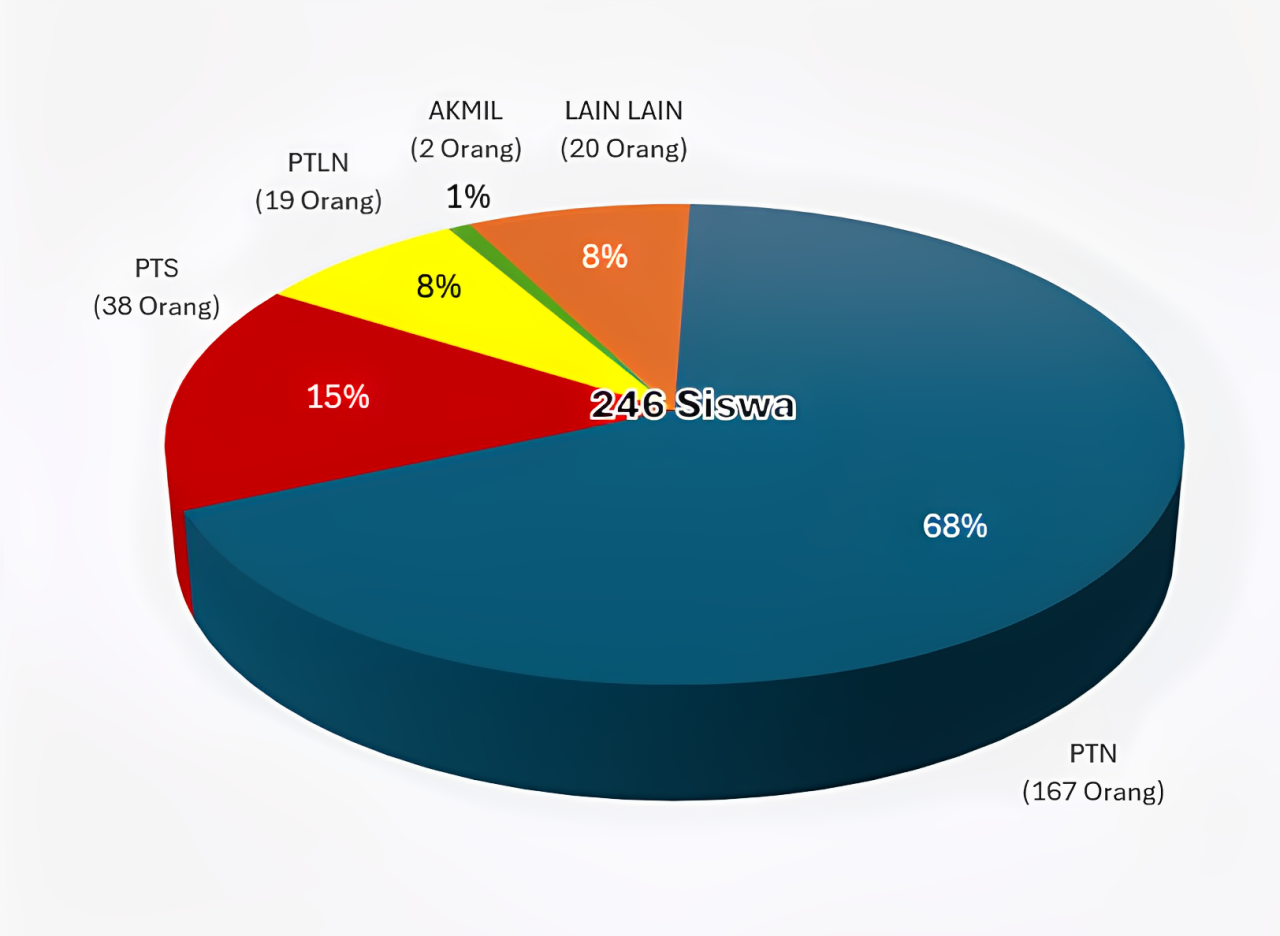 AKMIL
(2 Orang)
1%
LAIN LAIN
(20 Orang)
8%
PTLN
(19 Orang)
8%
PTS
(38 Orang)
15%
246 Siswa
68%
PTN
(167 Orang)